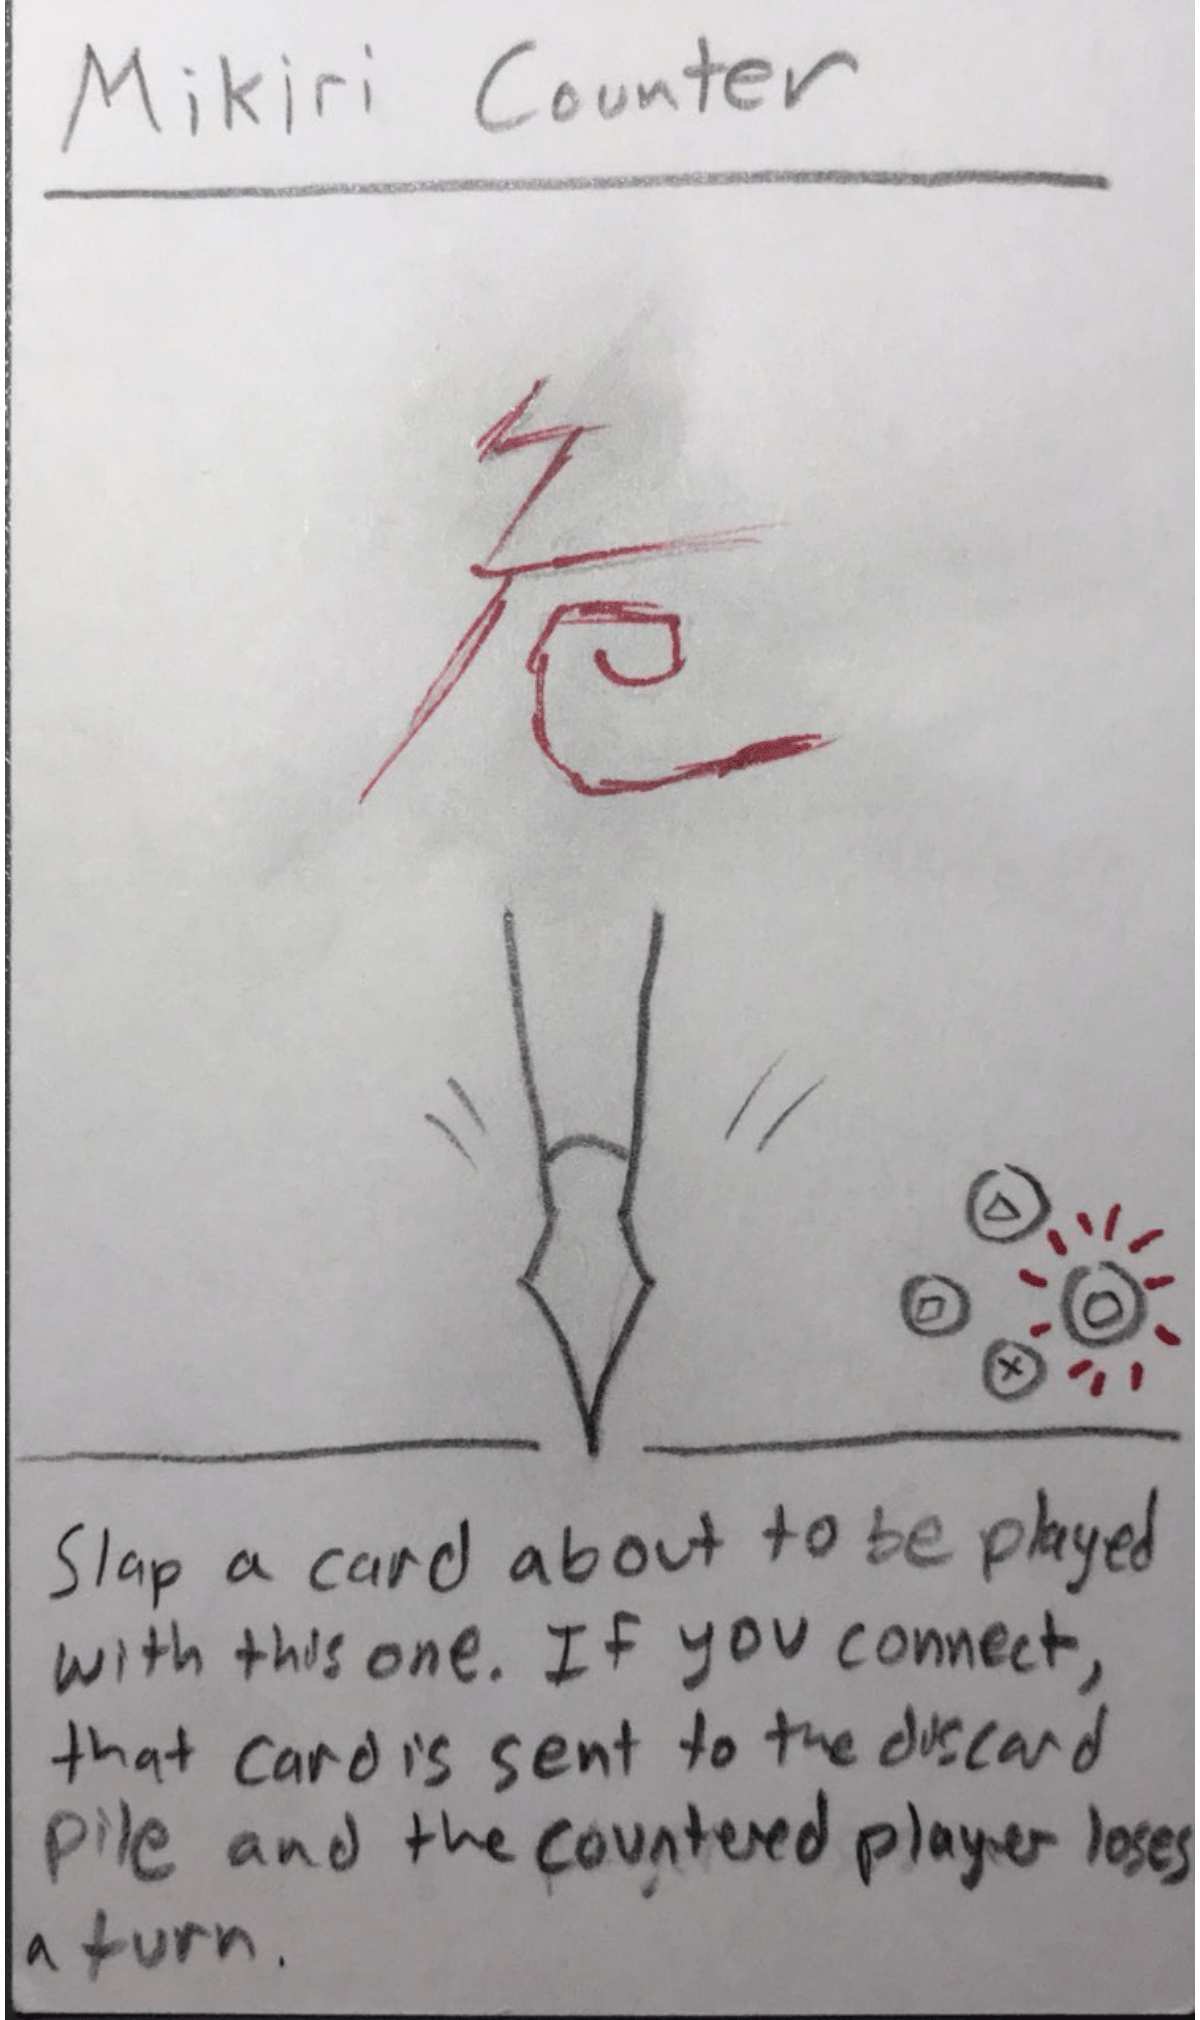 Mikiri Counter
危
Slap a card about to be played
with this one. If you connect,
that card is sent to the discard
pile and the countered player loses
a turn.